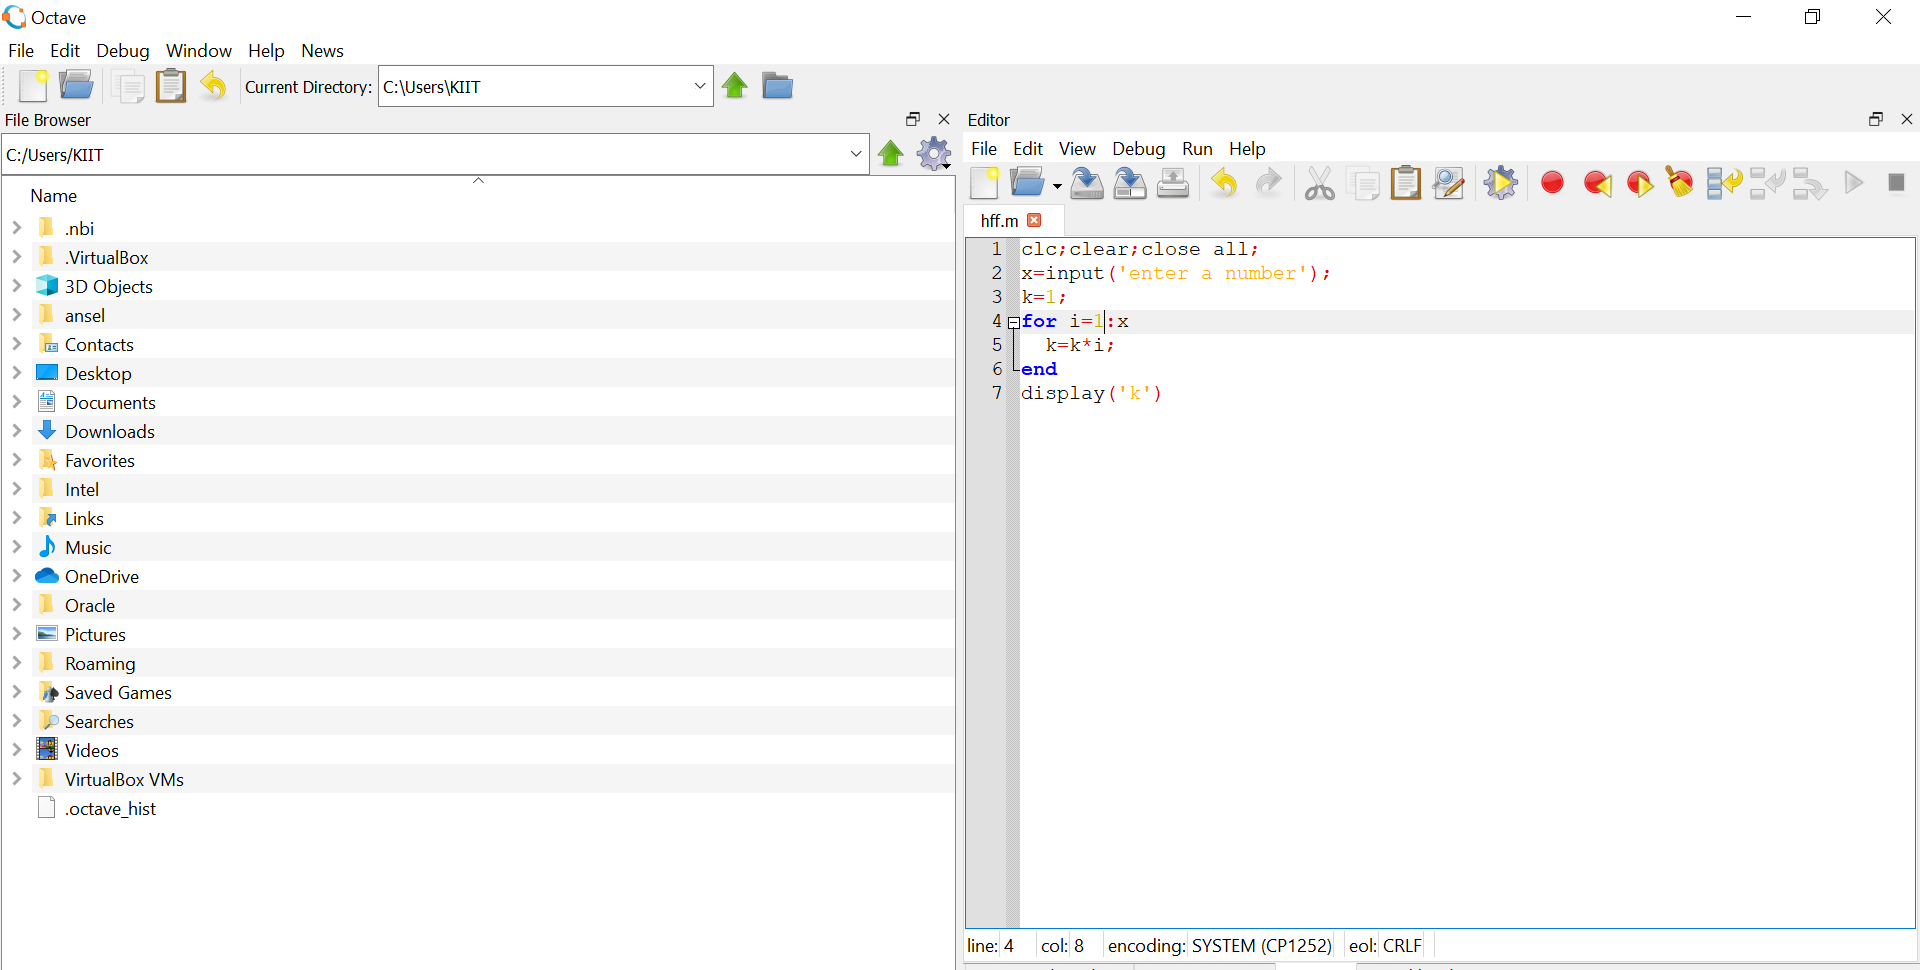 Octave
File Edit Debug Window Help News
Current Directory: C:\Users\KIIT
File Browser
C:/Users/KIIT
Name
.nbi
.VirtualBox
3D Objects
ansel
Contacts
Desktop
Documents
Downloads
Favorites
Intel
Links
Music
OneDrive
Oracle
Pictures
Roaming
Saved Games
Searches
Videos
VirtualBox VMs
.octave_hist
Editor
File Edit View Debug Run Help
hff.m
1 clc;clear;close all;
2 x=input('enter a number');
3 k=1;
4 for i=1:x
5 k=k*i;
6 end
7 display('k')
line: 4 col: 8 encoding: SYSTEM (CP1252) eol: CRLF